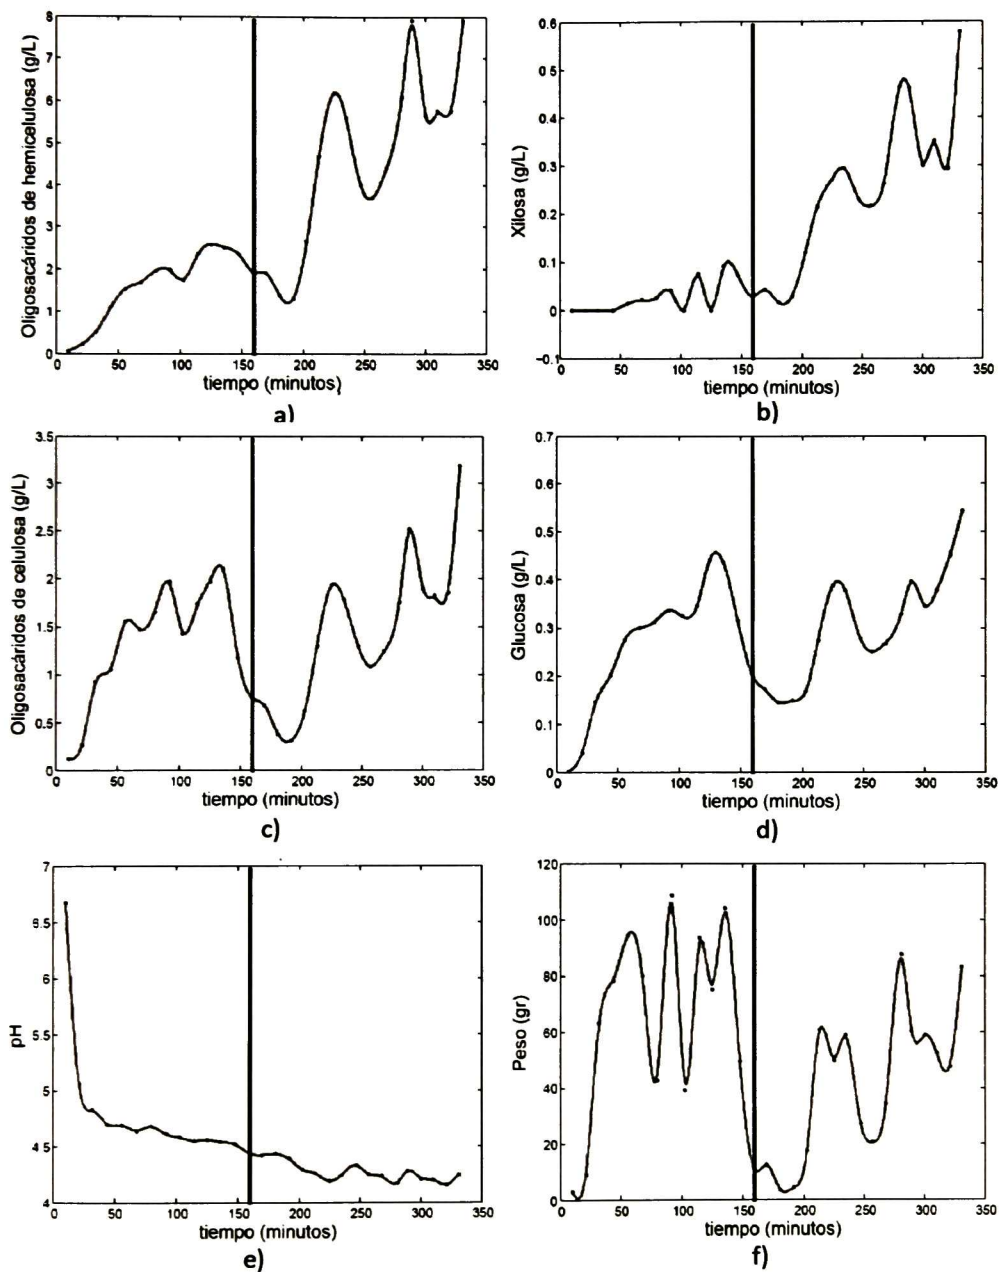 Oligosacáridos de hemicelulosa (g/L)
8
7
6
5
4
3
2
1
0
0 50 100 150 200 250 300 350
tiempo (minutos)
a)
Xilosa (g/L)
0.6
0.5
0.4
0.3
0.2
0.1
0
-0.1
0 50 100 150 200 250 300 350
tiempo (minutos)
b)
Oligosacáridos de celulosa (g/L)
3.5
3
2.5
2
1.5
1
0.5
0
0 50 100 150 200 250 300 350
tiempo (minutos)
c)
Glucosa (g/L)
0.7
0.6
0.5
0.4
0.3
0.2
0.1
0
0 50 100 150 200 250 300 350
tiempo (minutos)
d)
pH
7
6.5
6
5.5
5
4.5
4
0 50 100 150 200 250 300 350
tiempo (minutos)
e)
Peso (gr)
120
100
80
60
40
20
0
0 50 100 150 200 250 300 350
tiempo (minutos)
f)